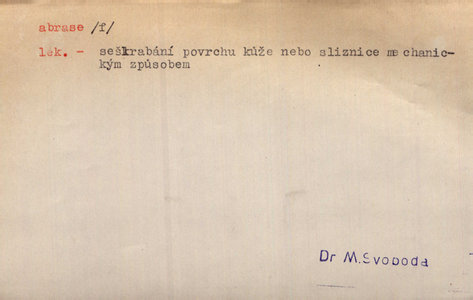 abrase /f/
lék. - seškrabání povrchu kůže nebo sliznice me chanic-
kým způsobem
Dr M.Svoboda